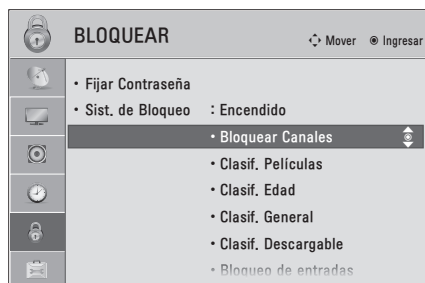 BLOQUEAR
Mover
Ingresar
• Fijar Contraseña
• Sist. de Bloqueo : Encendido
• Bloquear Canales
• Clasif. Películas
• Clasif. Edad
• Clasif. General
• Clasif. Descargable
• Bloqueo de entradas